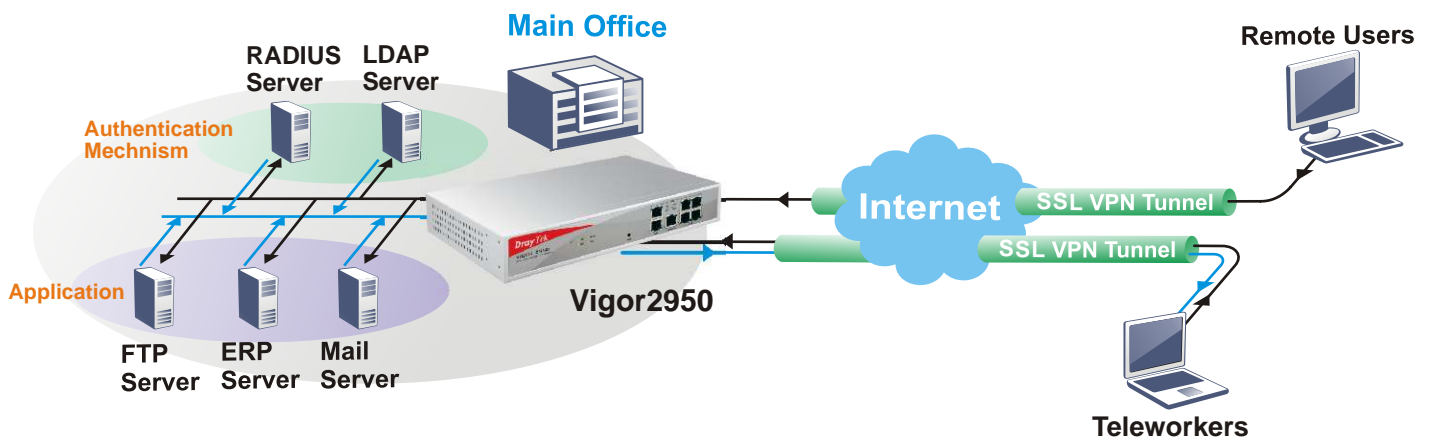 Main Office
RADIUS
Server
LDAP
Server
Remote Users
Authentication
Mechnism
Internet
SSL VPN Tunnel
SSL VPN Tunnel
DrayTek
Application
Vigor2950
FTP
Server
ERP
Server
Mail
Server
Teleworkers